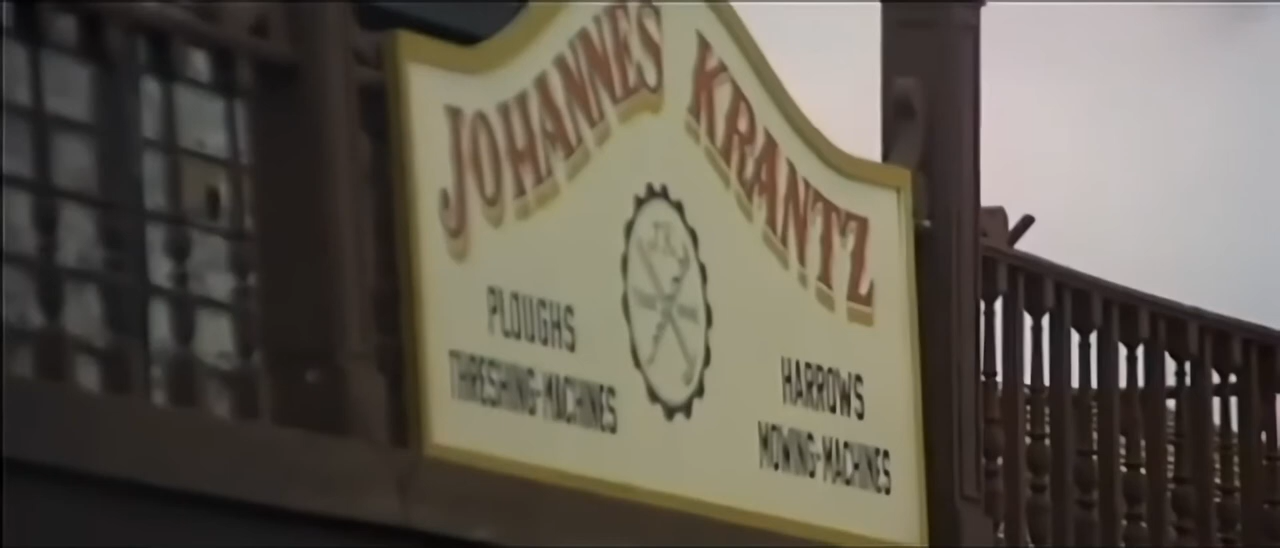 JOHANNES KRANTZ
PLOUGHS
THRESHING-MACHINES
HARROWS
MOWING-MACHINES